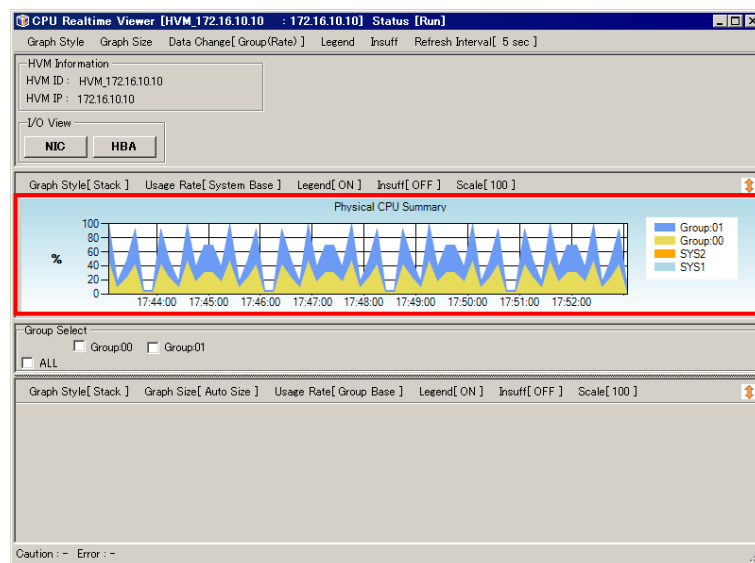 CPU Realtime Viewer [HVM_172.16.10.10 : 172.16.10.10] Status [Run]
Graph Style Graph Size Data Change[ Group(Rate) ] Legend Insuff Refresh Interval[ 5 sec ]
HVM Information
HVM ID : HVM_172.16.10.10
HVM IP : 172.16.10.10
I/O View
NIC HBA
Graph Style[ Stack ] Usage Rate[ System Base ] Legend[ ON ] Insuff[ OFF ] Scale[ 100 ]
Physical CPU Summary
100
80
60
40
20
0
%
17:44:00 17:45:00 17:46:00 17:47:00 17:48:00 17:49:00 17:50:00 17:51:00 17:52:00
Group:01
Group:00
SYS2
SYS1
Group Select
Group:00 Group:01
ALL
Graph Style[ Stack ] Graph Size[ Auto Size ] Usage Rate[ Group Base ] Legend[ ON ] Insuff[ OFF ] Scale[ 100 ]
Caution : - Error : -